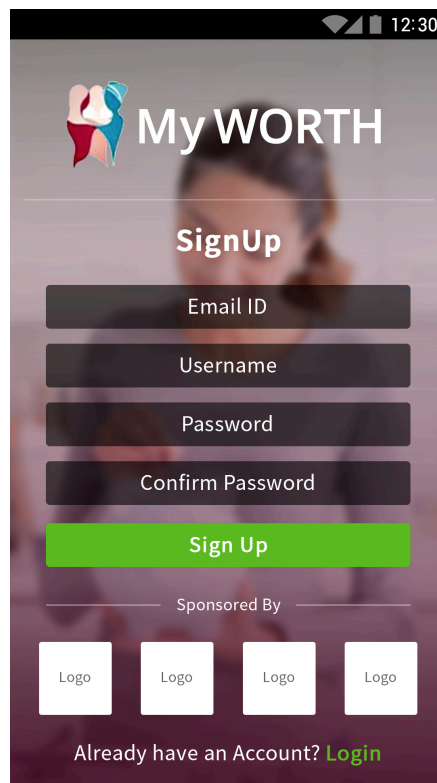 12:30
My WORTH
SignUp
Email ID
Username
Password
Confirm Password
Sign Up
Sponsored By
Logo Logo Logo Logo
Already have an Account? Login